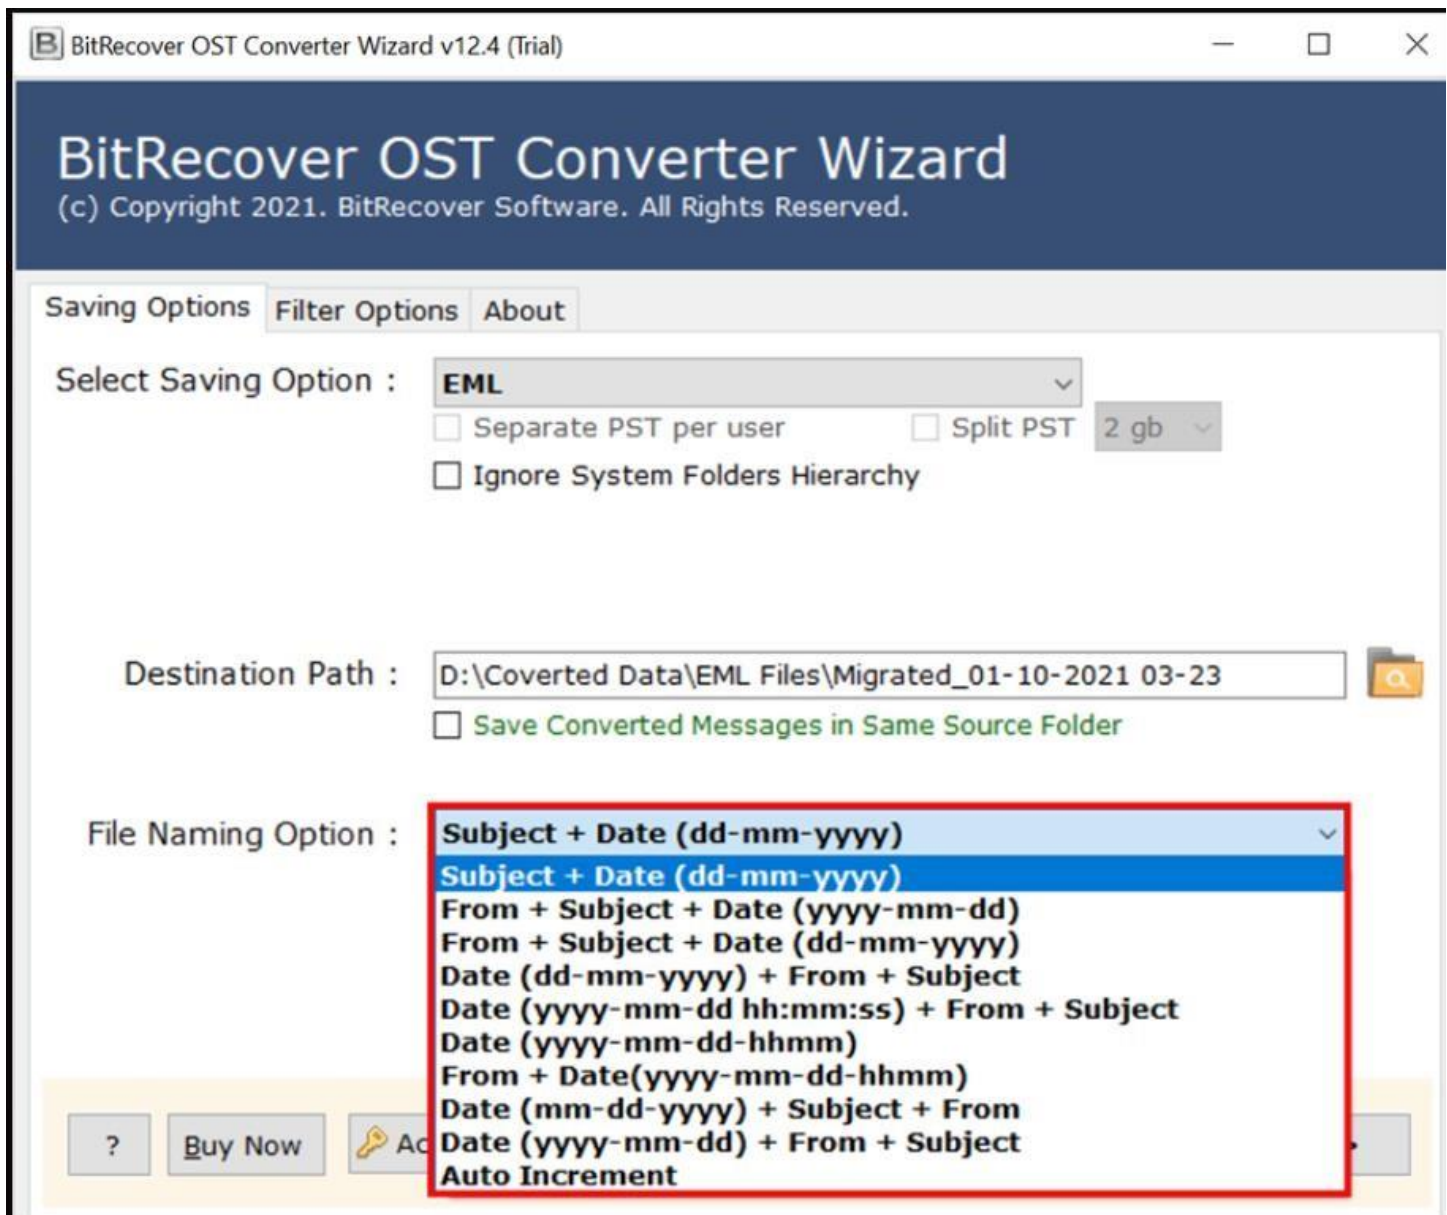 BitRecover OST Converter Wizard v12.4 (Trial)
BitRecover OST Converter Wizard
(c) Copyright 2021. BitRecover Software. All Rights Reserved.
Saving Options Filter Options About
Select Saving Option : EML
Separate PST per user Split PST 2 gb
Ignore System Folders Hierarchy
Destination Path : D:\Coverted Data\EML Files\Migrated_01-10-2021 03-23
Save Converted Messages in Same Source Folder
File Naming Option : Subject + Date (dd-mm-yyyy)
Subject + Date (dd-mm-yyyy)
From + Subject + Date (yyyy-mm-dd)
From + Subject + Date (dd-mm-yyyy)
Date (dd-mm-yyyy) + From + Subject
Date (yyyy-mm-dd hh:mm:ss) + From + Subject
Date (yyyy-mm-dd-hhmm)
From + Date(yyyy-mm-dd-hhmm)
Date (mm-dd-yyyy) + Subject + From
Date (yyyy-mm-dd) + From + Subject
Auto Increment
? Buy Now